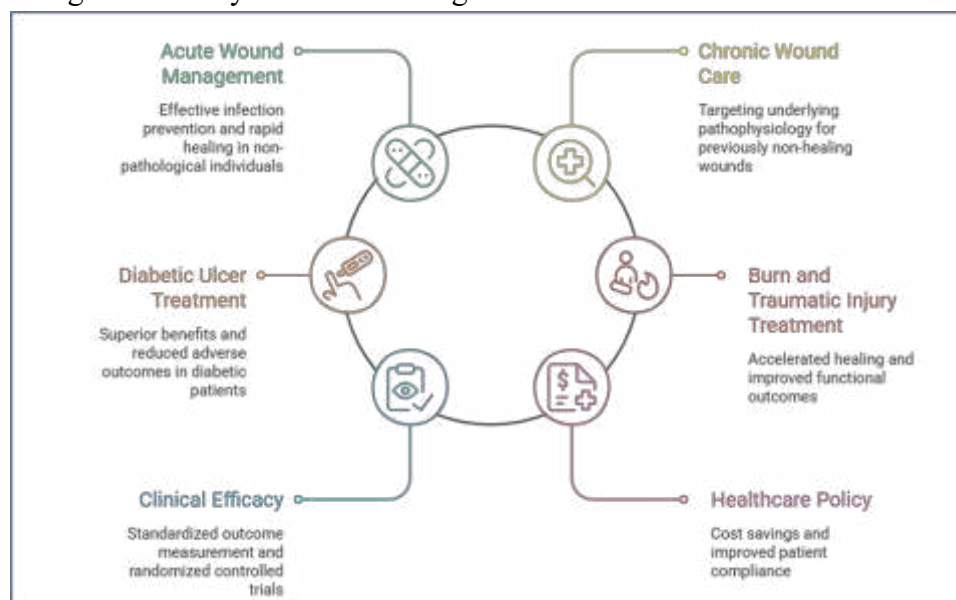 Acute Wound
Management
Effective infection
prevention and rapid
healing in non-
pathological individuals
Chronic Wound
Care
Targeting underlying
pathophysiology for
previously non-healing
wounds
Diabetic Ulcer
Treatment
Superior benefits and
reduced adverse
outcomes in diabetic
patients
Burn and
Traumatic Injury
Treatment
Accelerated healing and
improved functional
outcomes
Clinical Efficacy
Standardized outcome
measurement and
randomized controlled
trials
Healthcare Policy
Cost savings and
improved patient
compliance